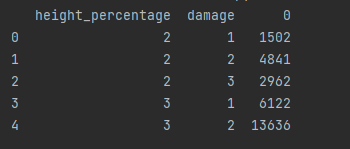 height_percentage damage 0
0 2 1 1502
1 2 2 4841
2 2 3 2962
3 3 1 6122
4 3 2 13636